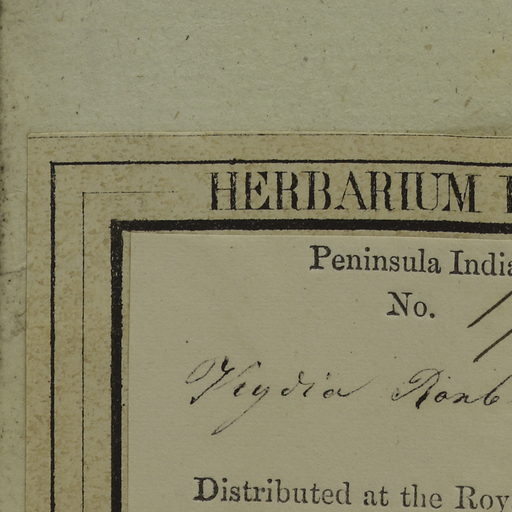 HERBARIUM
Peninsula India
No.
Distributed at the Roy